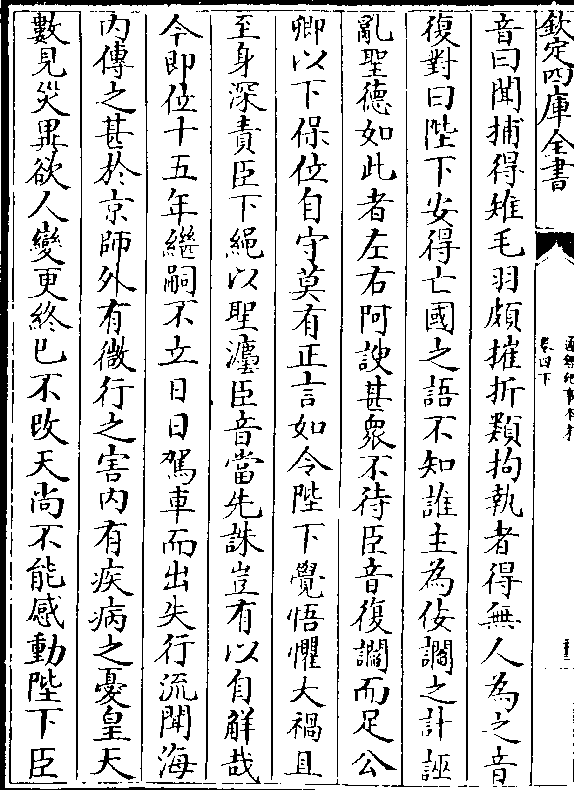 欽定四庫全書
卷四下
音曰聞捕得雉毛羽頗摧折類拘執者得無人為之音
復對曰陛下安得亡國之語不知誰主為佞讇之計誣
亂聖德如此者左右阿諛甚衆不待臣音復讇而足公
卿以下保位自守莫有正言如令陛下覺悟懼大禍且
至身深責臣下䋲以聖灋臣音當先誅豈有以自解哉
今即位十五年繼嗣不立日日駕車而出失行流聞海
内傳之甚於京師外有微行之害内有疾病之憂皇天
數見災異欲人變更終已不改天尚不能感動陛下臣